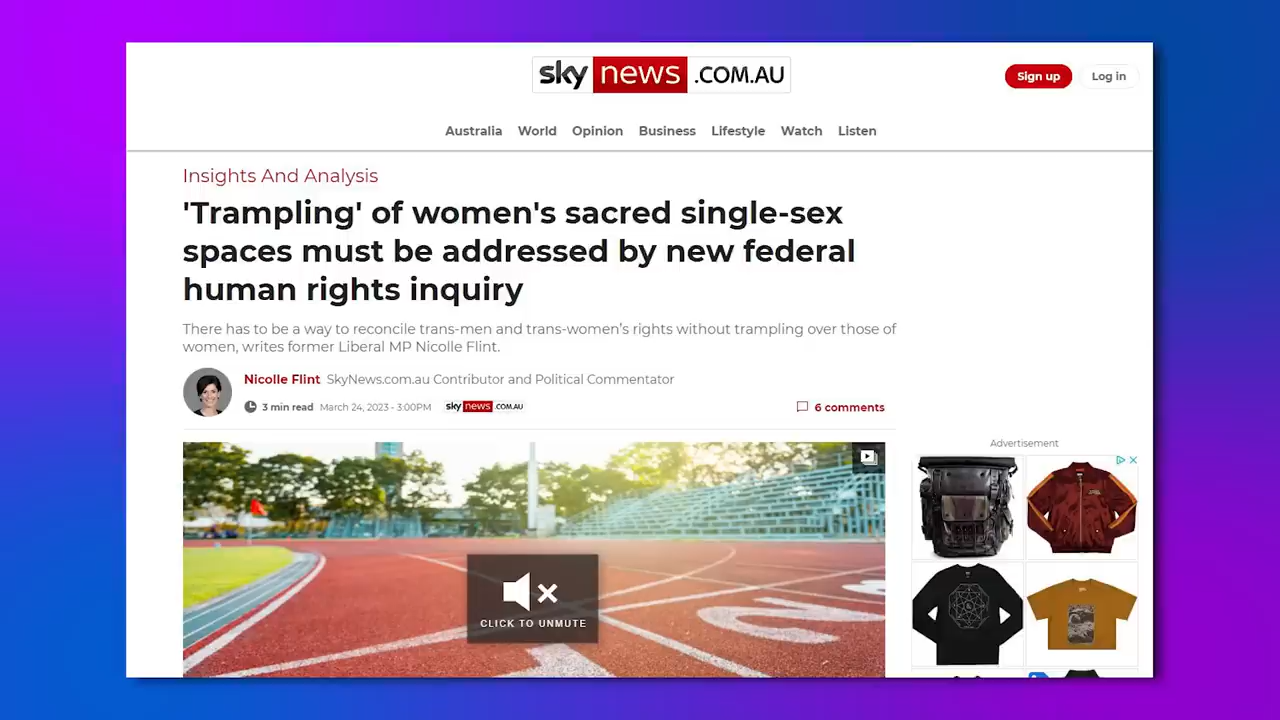 sky news .COM.AU
Sign up
Log in
Australia World Opinion Business Lifestyle Watch Listen
Insights And Analysis
'Trampling' of women's sacred single-sex
spaces must be addressed by new federal
human rights inquiry
There has to be a way to reconcile trans-men and trans-women's rights without trampling over those of
women, writes former Liberal MP Nicolle Flint.
Nicolle Flint SkyNews.com.au Contributor and Political Commentator
3 min read March 24, 2023 - 3:00PM sky news .COM.AU
6 comments
Advertisement
CLICK TO UNMUTE